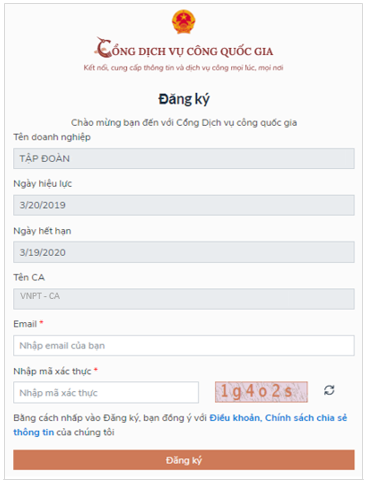 CỔNG DỊCH VỤ CÔNG QUỐC GIA
Kết nối, cung cấp thông tin và dịch vụ công mọi lúc, mọi nơi
Đăng ký
Chào mừng bạn đến với Cổng Dịch vụ công quốc gia
Tên doanh nghiệp
TẬP ĐOÀN
Ngày hiệu lực
3/20/2019
Ngày hết hạn
3/19/2020
Tên CA
VNPT - CA
Email *
Nhập email của bạn
Nhập mã xác thực *
Nhập mã xác thực 1g4o2s
Bằng cách nhấp vào Đăng ký, bạn đồng ý với Điều khoản, Chính sách chia sẻ
thông tin của chúng tôi
Đăng ký